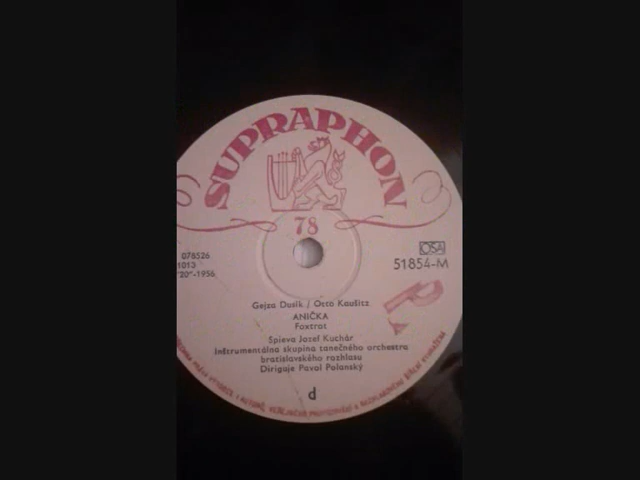 SUPRAPHON
78
078526
1013
"20"-1956
OSA
51854-M
Gejza Dusík / Otto Kaušitz
ANIČKA
Foxtrot
Spieva Jozef Kuchár
Inštrumentálna skupina tanečného orchestra
bratislavského rozhlasu
Diriguje Pavol Polanský
d